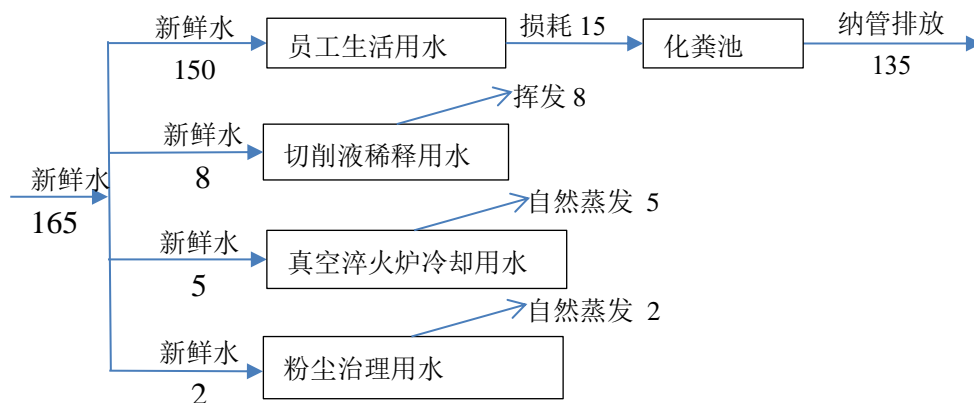 新鲜水
150
员工生活用水
损耗 15
化粪池
纳管排放
135
挥发 8
新鲜水
8
切削液稀释用水
新鲜水
165
自然蒸发 5
新鲜水
5
真空淬火炉冷却用水
自然蒸发 2
新鲜水
2
粉尘治理用水